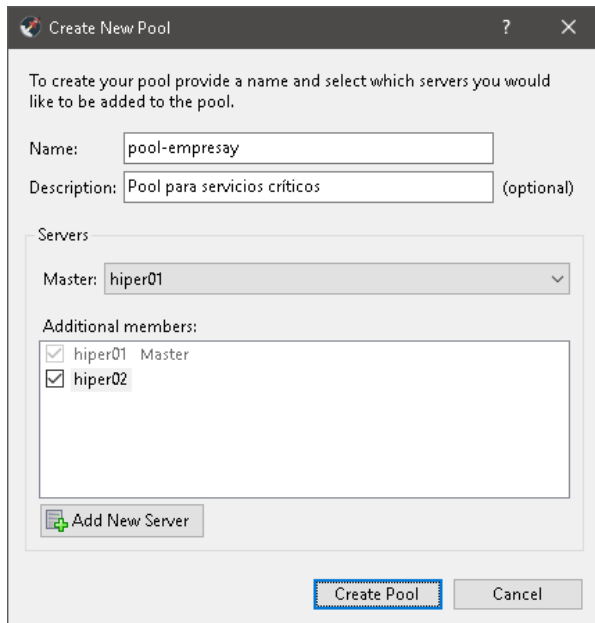 Create New Pool
To create your pool provide a name and select which servers you would
like to be added to the pool.
Name: pool-empresay
Description: Pool para servicios críticos (optional)
Servers
Master: hiper01
Additional members:
hiper01 Master
hiper02
Add New Server
Create Pool Cancel